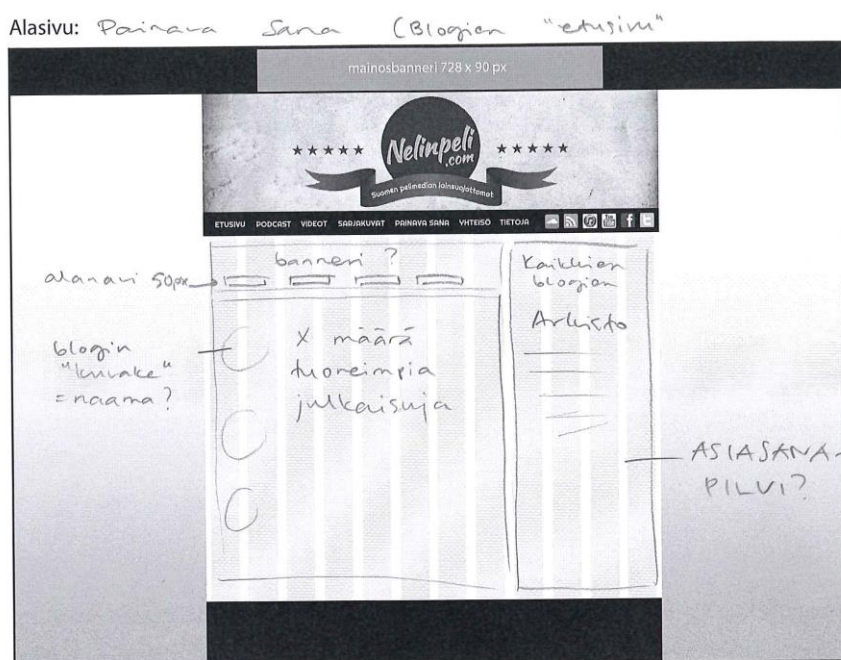 Alasivu: Painava Sana (Blogien "etusivu"
mainosbanneri 728 x 90 px
Nelinpeli
.com
Suomen pelimedian lainsuojattomat
ETUSIVU PODCAST VIDEOT SARJAKUVAT PAINAVA SANA YHTEISÖ TIETOJA
banneri ?
alanavi 50px
Kaikkien
blogien
Arkisto
blogin
"kuvake"
= naama?
X määrä
tuoreimpia
julkaisuja
ASIASANA-
PILVI?